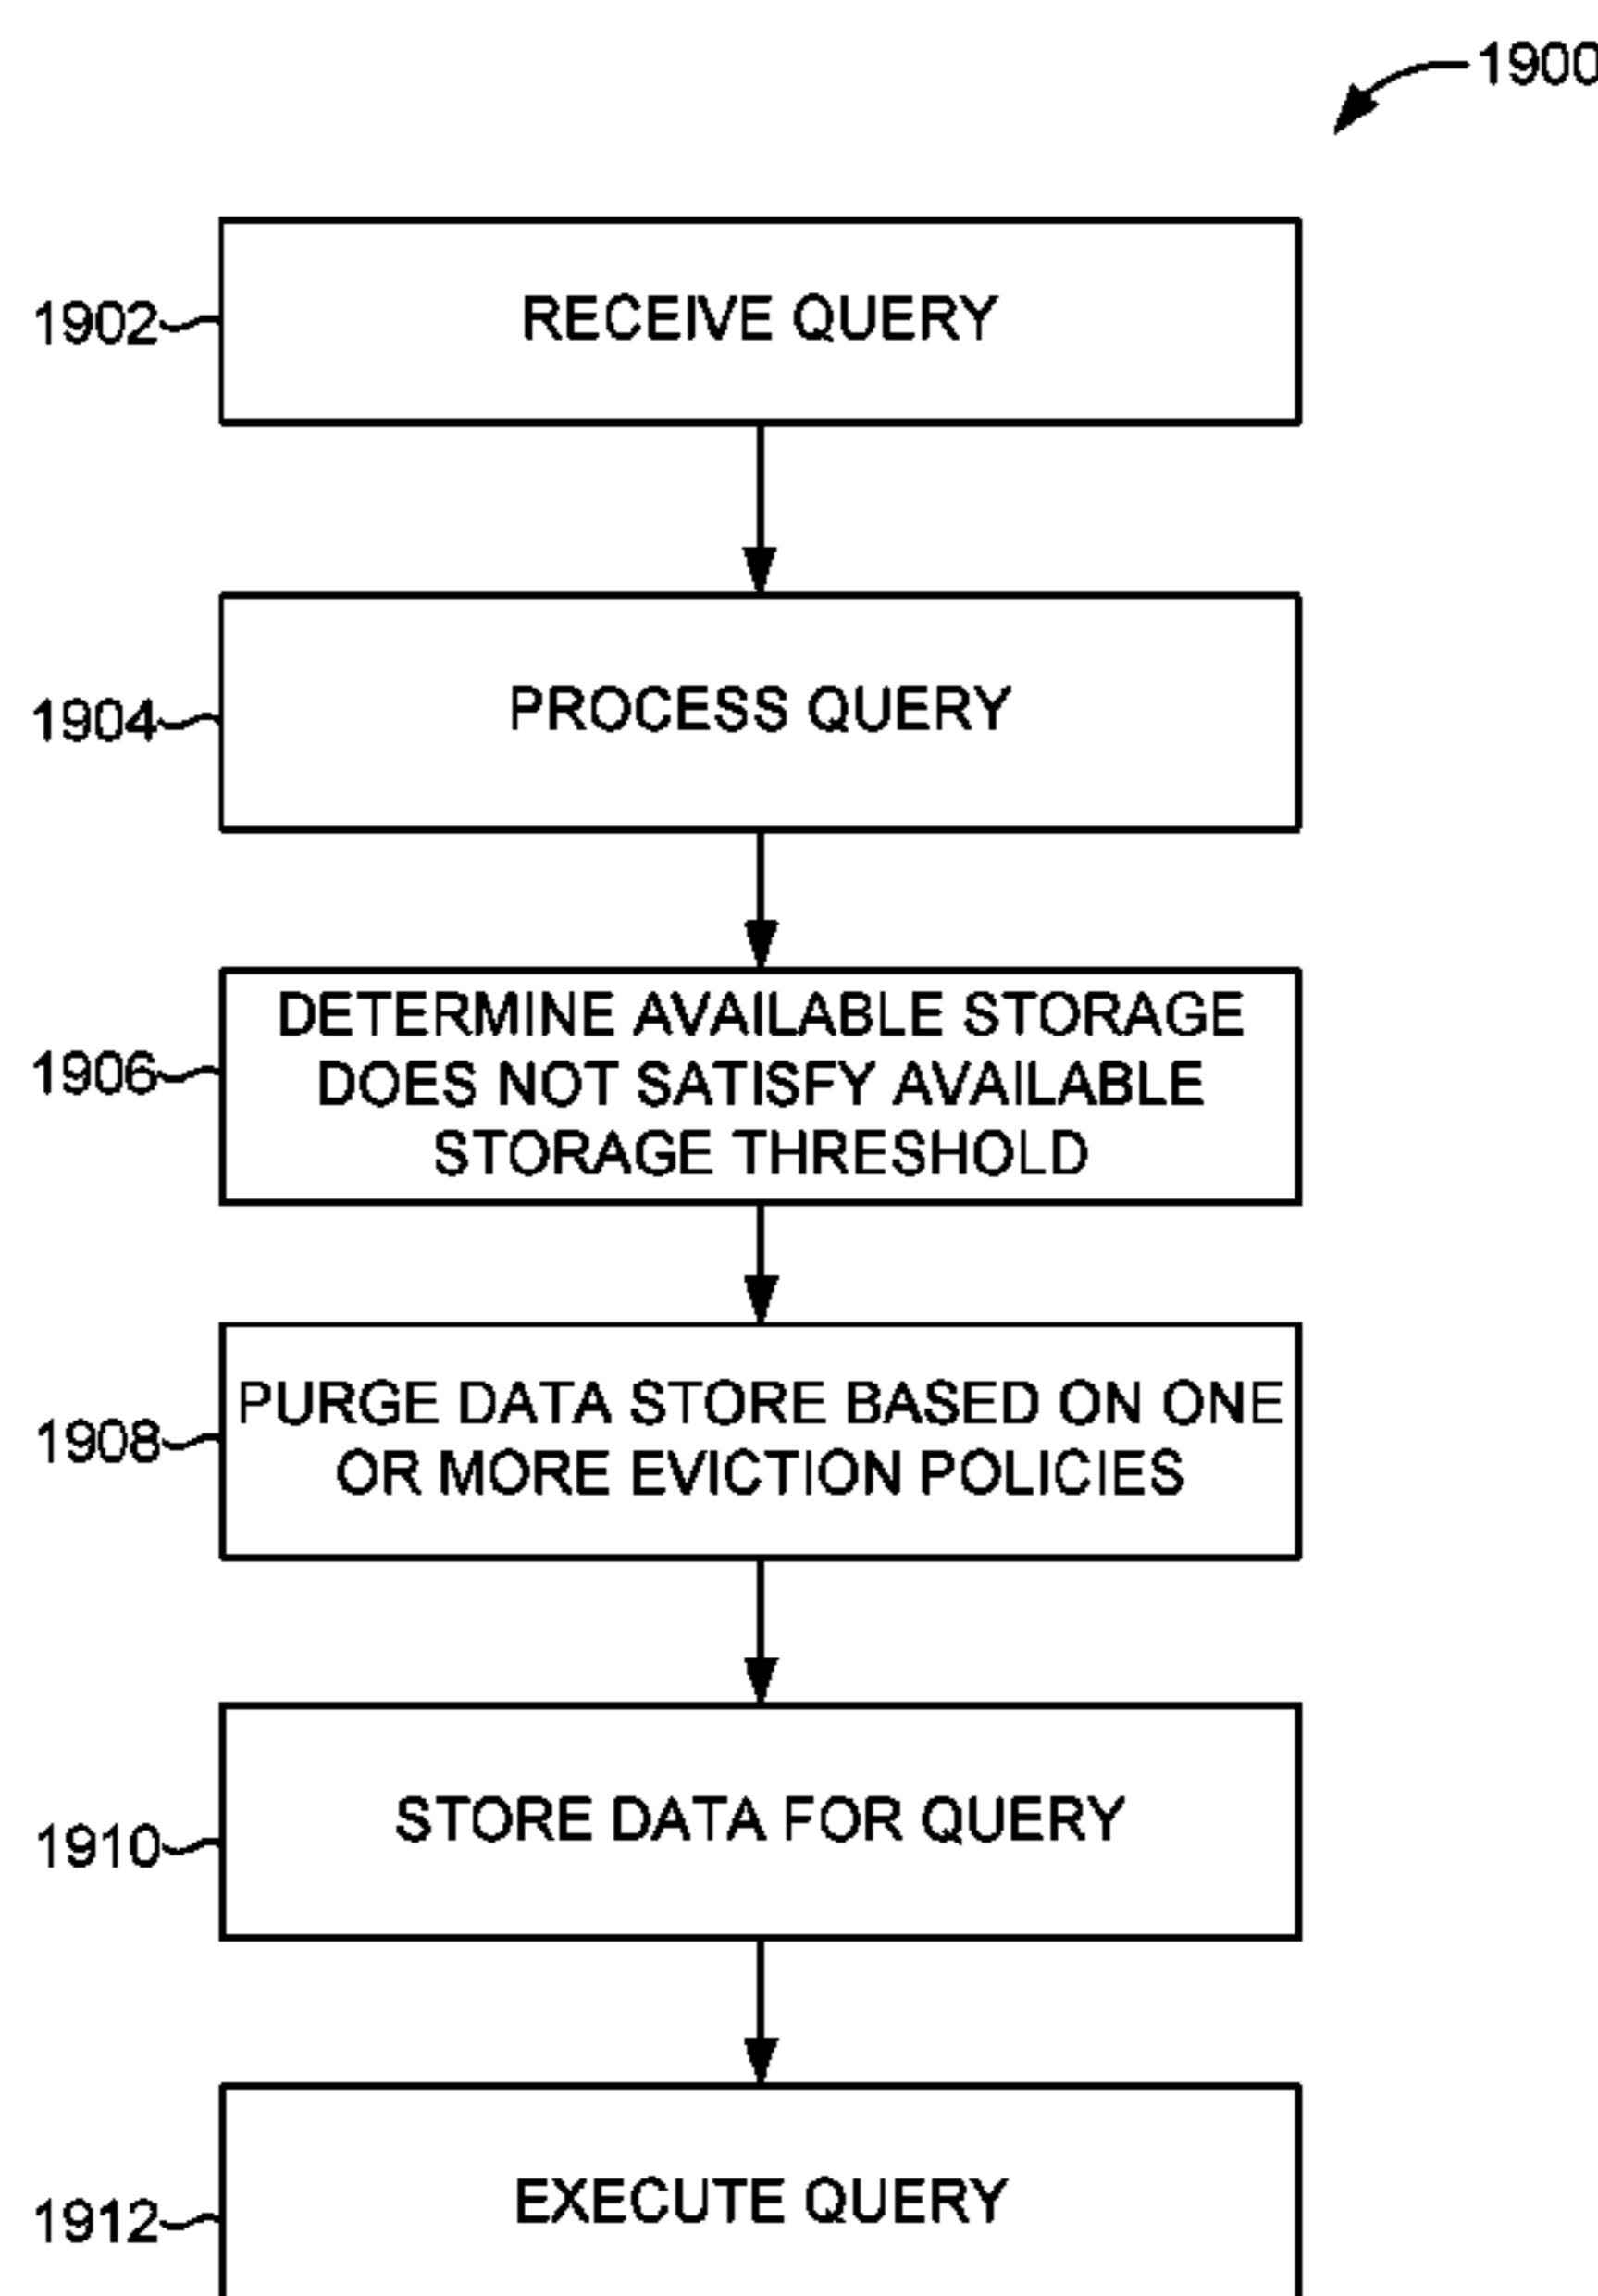 1900
1902
RECEIVE QUERY
1904
PROCESS QUERY
1906
DETERMINE AVAILABLE STORAGE
DOES NOT SATISFY AVAILABLE
STORAGE THRESHOLD
1908
PURGE DATA STORE BASED ON ONE
OR MORE EVICTION POLICIES
1910
STORE DATA FOR QUERY
1912
EXECUTE QUERY